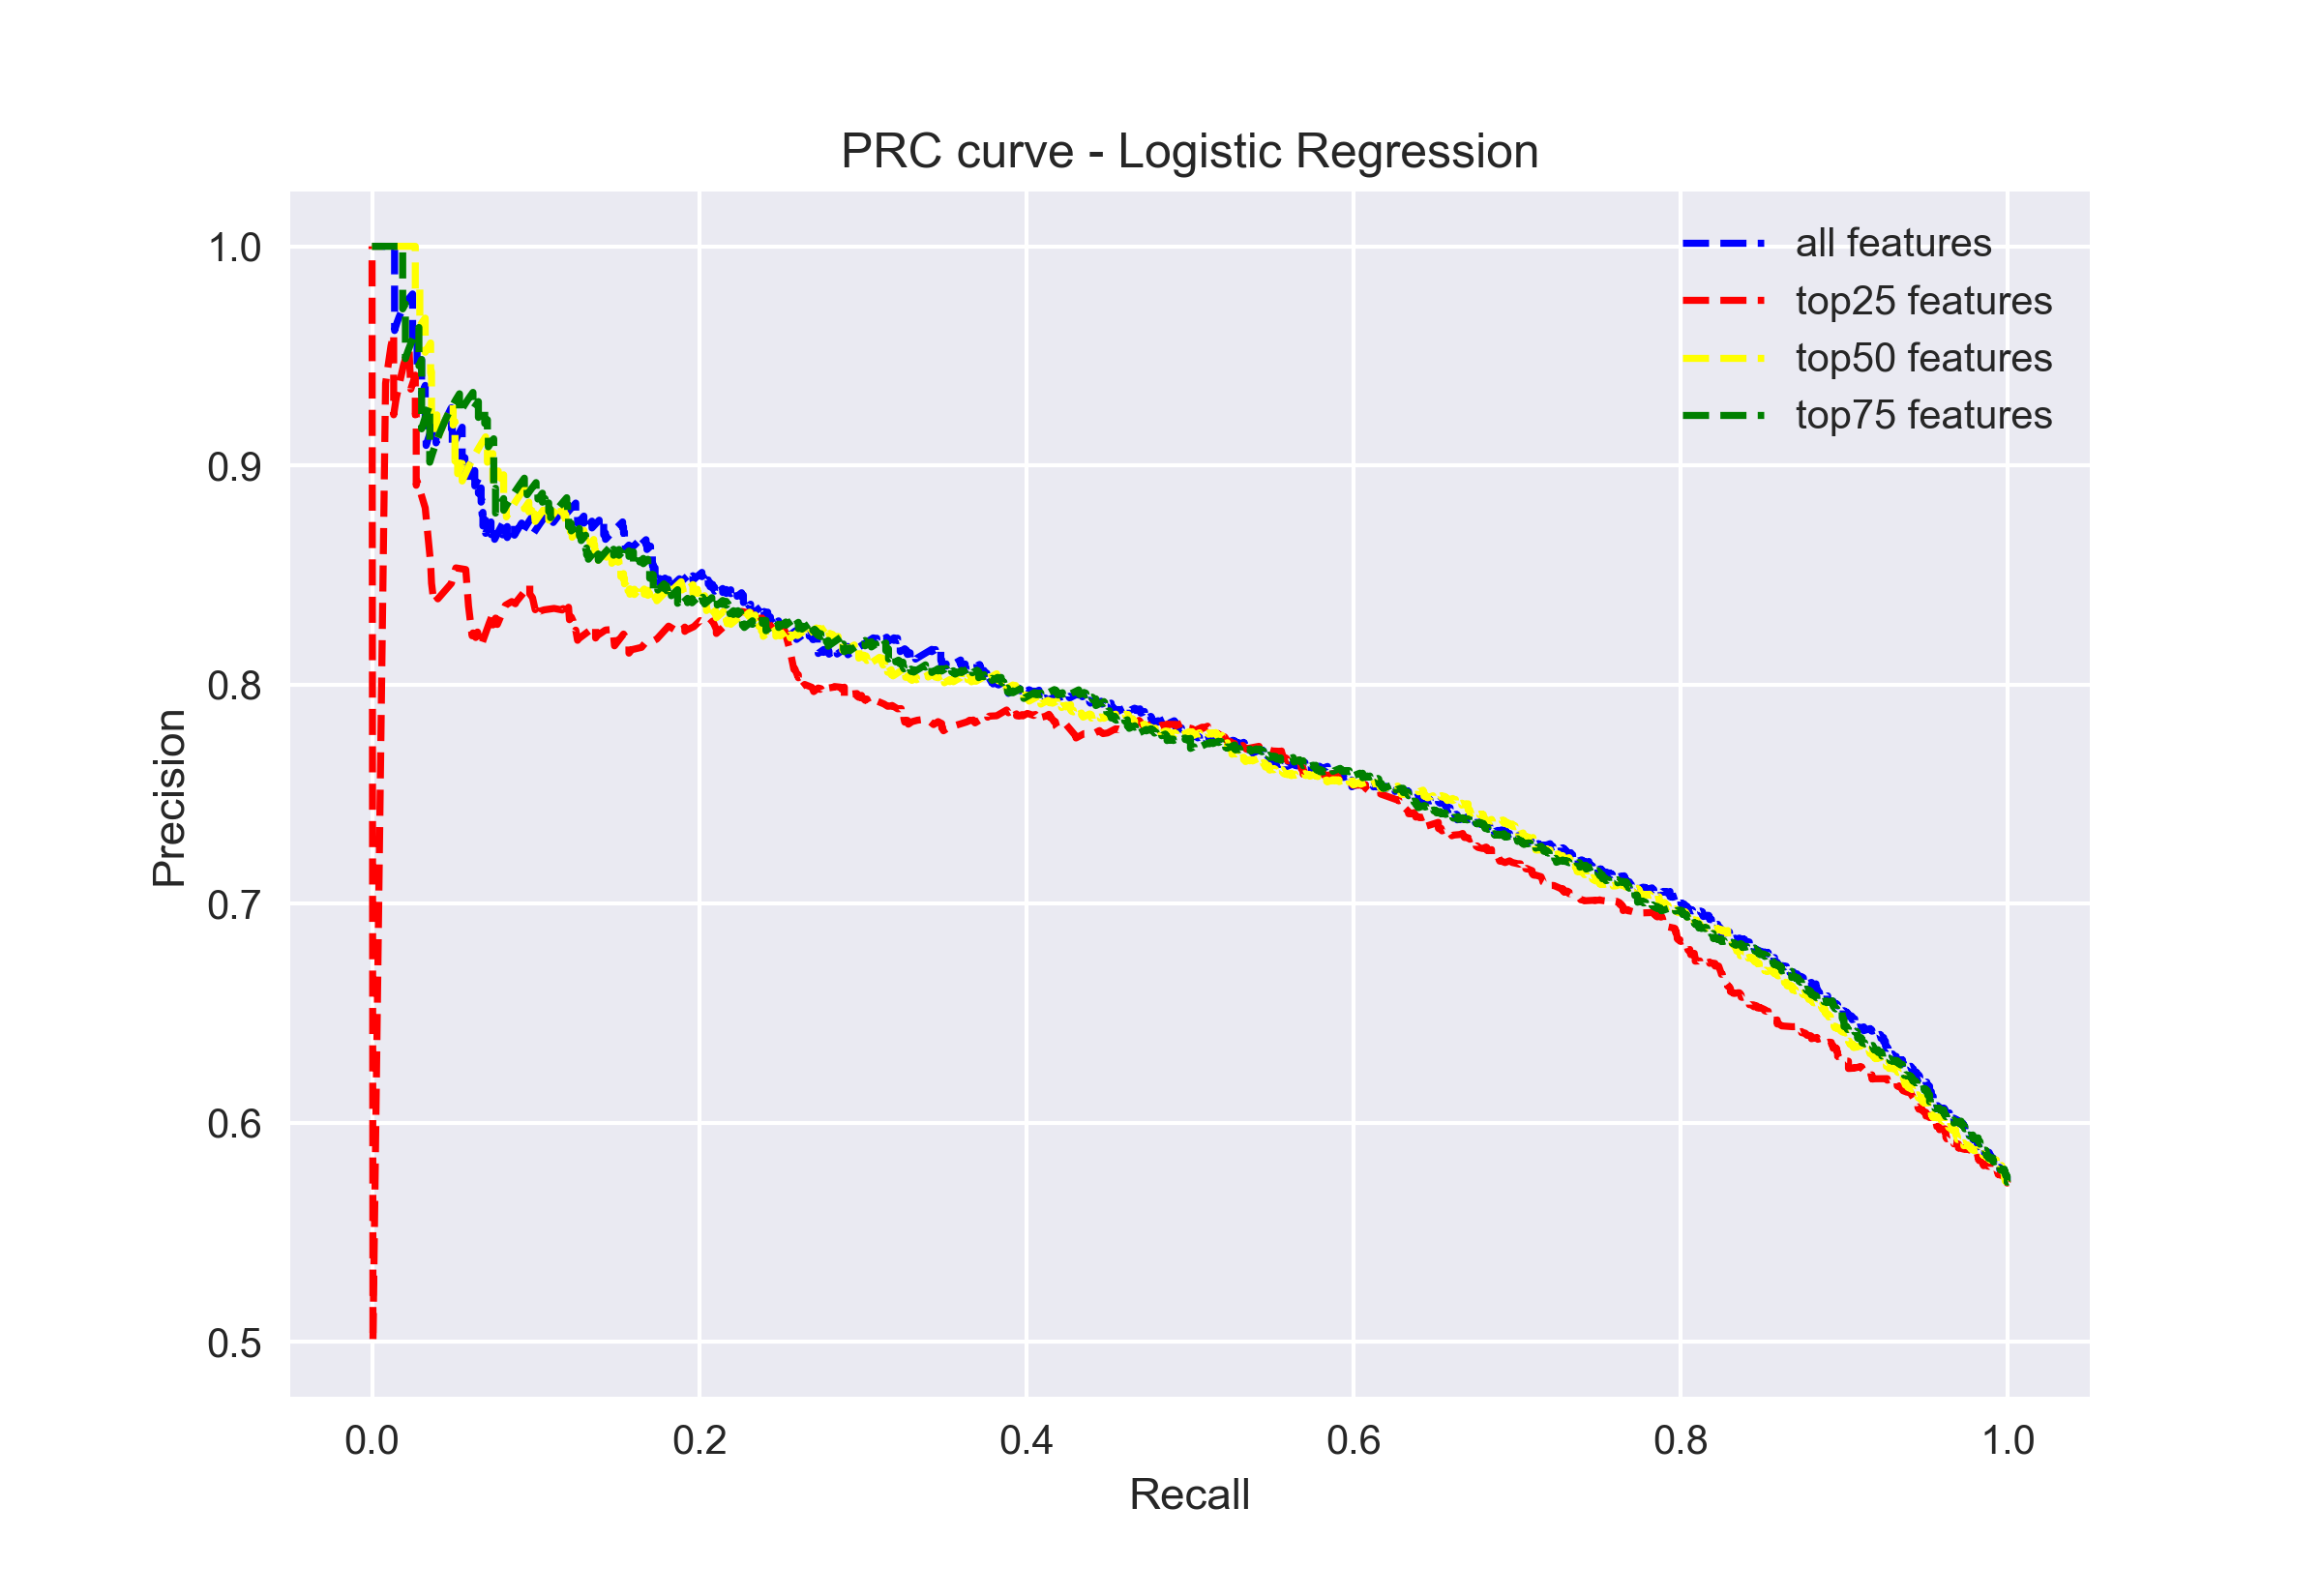 PRC curve - Logistic Regression
all features
top25 features
top50 features
top75 features
1.0
0.9
0.8
0.7
0.6
0.5
Precision
0.0 0.2 0.4 0.6 0.8 1.0
Recall